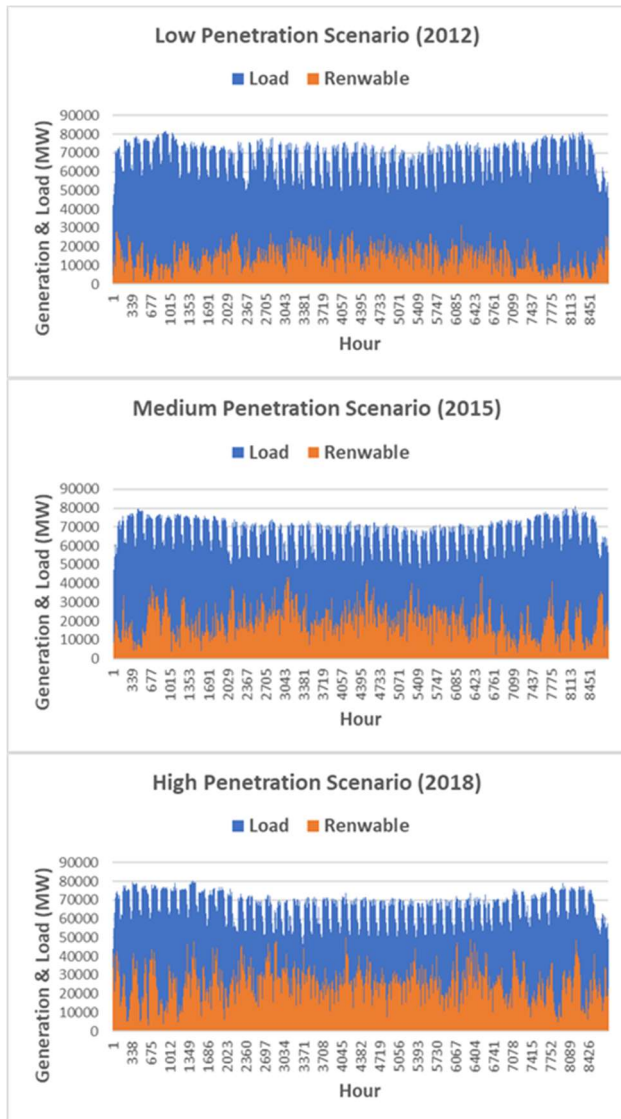 Low Penetration Scenario (2012)
Load Renwable
Generation & Load (MW)
90000
80000
70000
60000
50000
40000
30000
20000
10000
0
1 339 677 1015 1353 1691 2029 2367 2705 3043 3381 3719 4057 4395 4733 5071 5409 5747 6085 6423 6761 7099 7437 7775 8113 8451
Hour
Medium Penetration Scenario (2015)
Load Renwable
Generation & Load (MW)
90000
80000
70000
60000
50000
40000
30000
20000
10000
0
1 339 677 1015 1353 1691 2029 2367 2705 3043 3381 3719 4057 4395 4733 5071 5409 5747 6085 6423 6761 7099 7437 7775 8113 8451
Hour
High Penetration Scenario (2018)
Load Renwable
Generation & Load (MW)
90000
80000
70000
60000
50000
40000
30000
20000
10000
0
1 338 675 1012 1349 1686 2023 2360 2697 3034 3371 3708 4045 4382 4719 5056 5393 5730 6067 6404 6741 7078 7415 7752 8089 8426
Hour